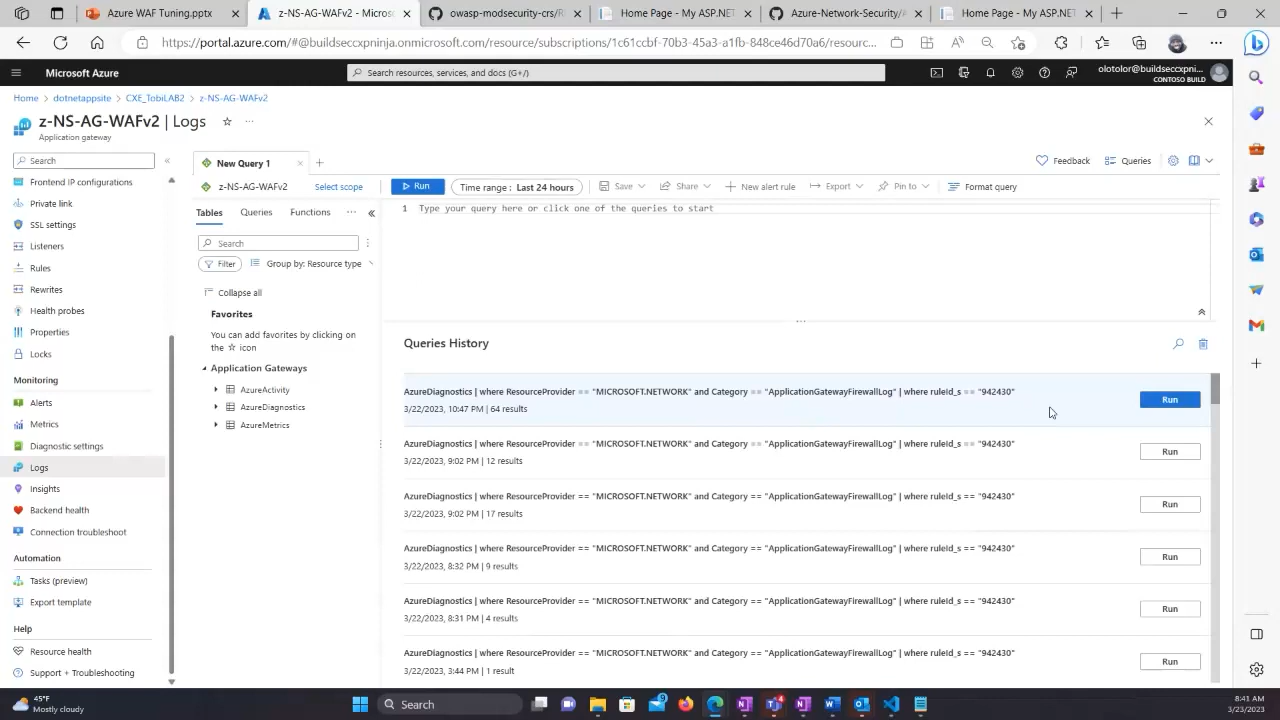 Azure WAF Tuning.pptx
z-NS-AG-WAFv2 - Microso
owasp-modsecurity-crs/R
Home Page - My ASP.NET
Azure-Network-Security/A
Home Page - My ASP.NET
https://portal.azure.com/#@buildseccxpninja.onmicrosoft.com/resource/subscriptions/1c61ccbf-70b3-45a3-a1fb-848ce46d70a6/resourc...
Microsoft Azure
Search resources, services, and docs (G+/)
olotolor@buildseccxpni...
CONTOSO BUILD
Home > dotnetappsite > CXE_TobiLAB2 > z-NS-AG-WAFv2
z-NS-AG-WAFv2 | Logs
Application gateway
Search
Frontend IP configurations
Private link
SSL settings
Listeners
Rules
Rewrites
Health probes
Properties
Locks
Monitoring
Alerts
Metrics
Diagnostic settings
Logs
Insights
Backend health
Connection troubleshoot
Automation
Tasks (preview)
Export template
Help
Resource health
Support + Troubleshooting
New Query 1
Feedback
Queries
z-NS-AG-WAFv2
Select scope
Run
Time range : Last 24 hours
Save
Share
New alert rule
Export
Pin to
Format query
Tables
Queries
Functions
Search
Filter
Group by: Resource type
Collapse all
Favorites
You can add favorites by clicking on
the ☆ icon
Application Gateways
AzureActivity
AzureDiagnostics
AzureMetrics
1 Type your query here or click one of the queries to start
Queries History
AzureDiagnostics | where ResourceProvider == "MICROSOFT.NETWORK" and Category == "ApplicationGatewayFirewallLog" | where ruleId_s == "942430"
3/22/2023, 10:47 PM | 64 results
Run
AzureDiagnostics | where ResourceProvider == "MICROSOFT.NETWORK" and Category == "ApplicationGatewayFirewallLog" | where ruleId_s == "942430"
3/22/2023, 9:02 PM | 12 results
Run
AzureDiagnostics | where ResourceProvider == "MICROSOFT.NETWORK" and Category == "ApplicationGatewayFirewallLog" | where ruleId_s == "942430"
3/22/2023, 9:02 PM | 17 results
Run
AzureDiagnostics | where ResourceProvider == "MICROSOFT.NETWORK" and Category == "ApplicationGatewayFirewallLog" | where ruleId_s == "942430"
3/22/2023, 8:32 PM | 9 results
Run
AzureDiagnostics | where ResourceProvider == "MICROSOFT.NETWORK" and Category == "ApplicationGatewayFirewallLog" | where ruleId_s == "942430"
3/22/2023, 8:31 PM | 4 results
Run
AzureDiagnostics | where ResourceProvider == "MICROSOFT.NETWORK" and Category == "ApplicationGatewayFirewallLog" | where ruleId_s == "942430"
3/22/2023, 3:44 PM | 1 result
Run
45°F
Mostly cloudy
Search
8:41 AM
3/23/2023